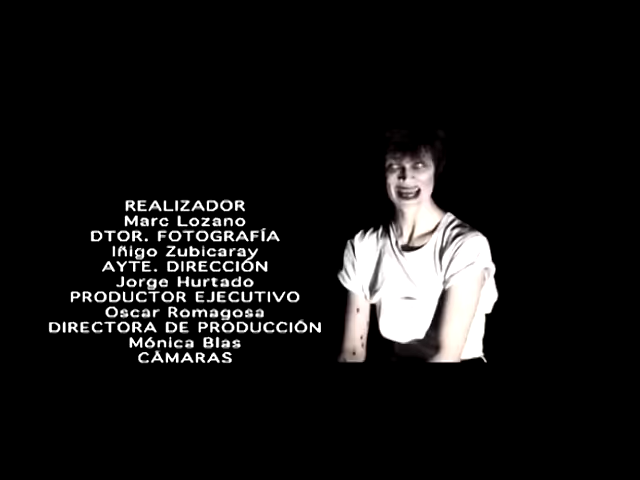 REALIZADOR
Marc Lozano
DTOR. FOTOGRAFÍA
Iñigo Zubicaray
AYTE. DIRECCIÓN
Jorge Hurtado
PRODUCTOR EJECUTIVO
Oscar Romagosa
DIRECTORA DE PRODUCCIÓN
Mónica Blas
CÁMARAS